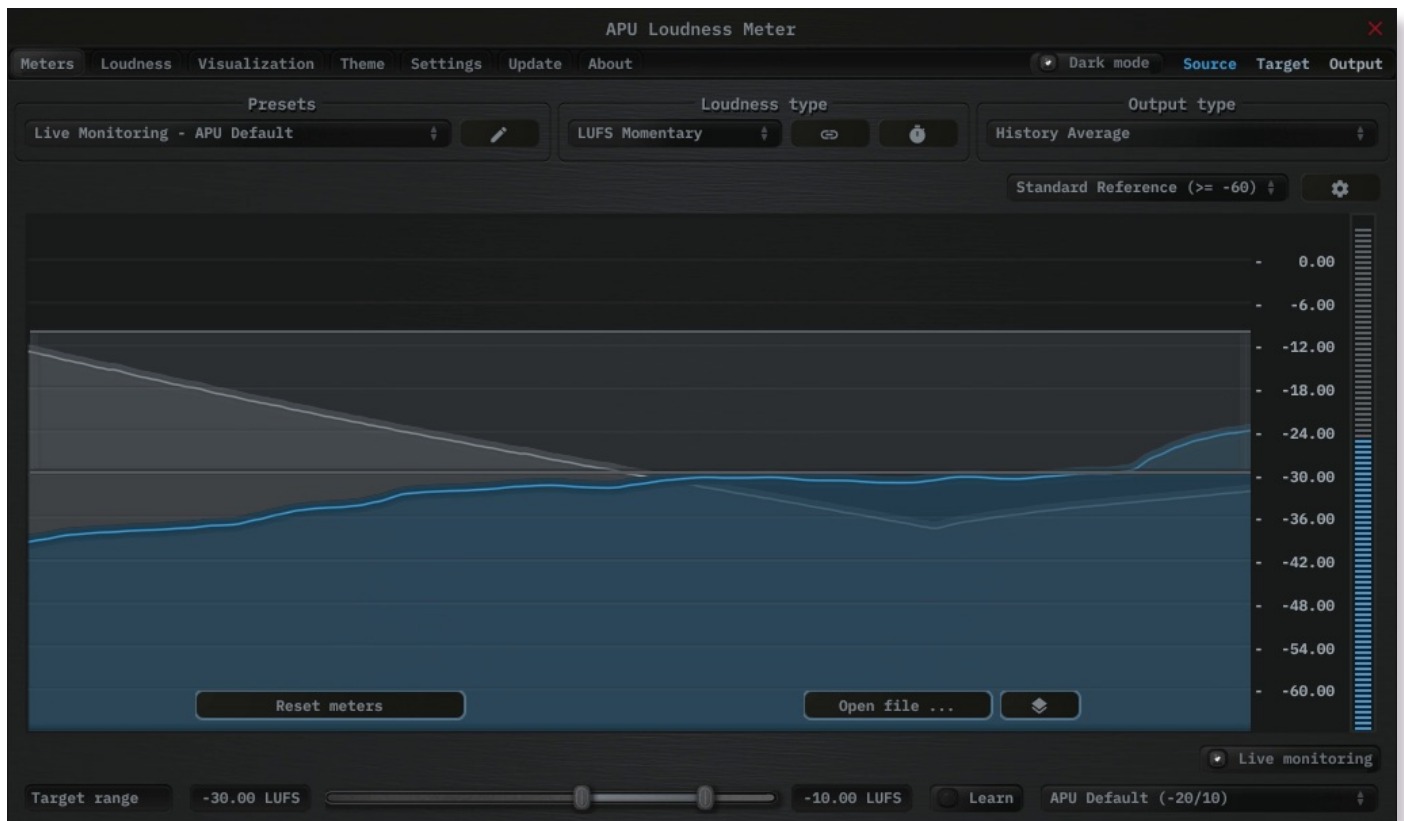 APU Loudness Meter
Meters Loudness Visualization Theme Settings Update About Dark mode Source Target Output
Presets Loudness type Output type
Live Monitoring - APU Default LUFS Momentary History Average
Standard Reference (>= -60)
- 0.00
- -6.00
- -12.00
- -18.00
- -24.00
- -30.00
- -36.00
- -42.00
- -48.00
- -54.00
- -60.00
Reset meters Open file ...
Live monitoring
Target range -30.00 LUFS -10.00 LUFS Learn APU Default (-20/10)